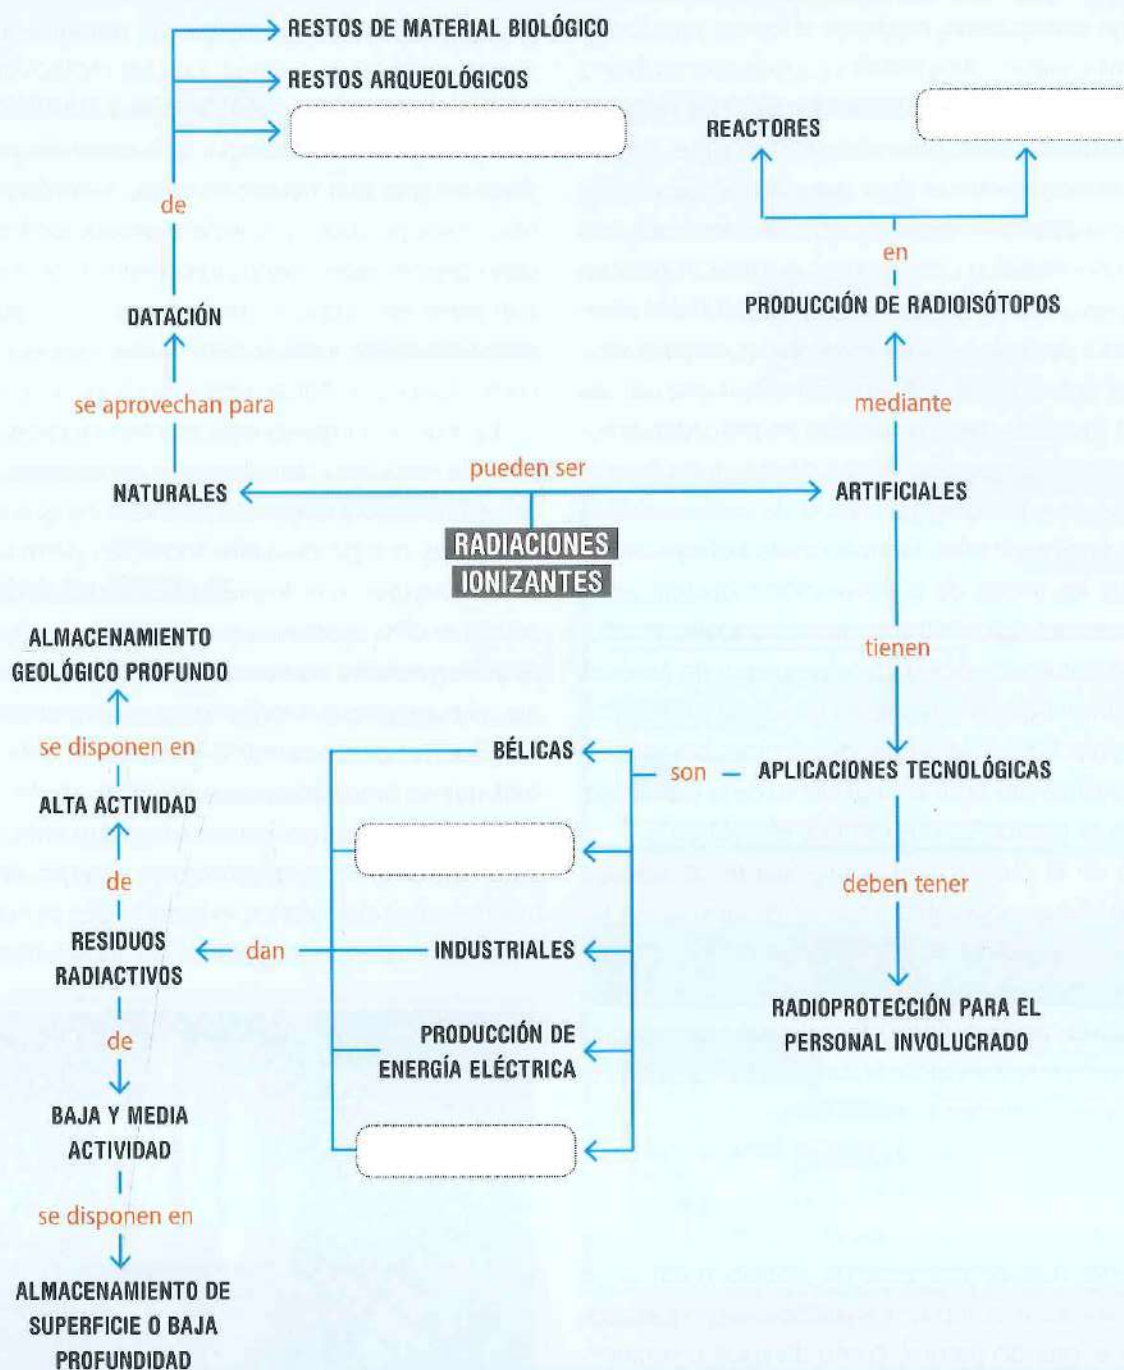 RESTOS DE MATERIAL BIOLÓGICO
RESTOS ARQUEOLÓGICOS
de
DATACIÓN
se aprovechan para
NATURALES
REACTORES
en
PRODUCCIÓN DE RADIOISÓTOPOS
mediante
ARTIFICIALES
pueden ser
RADIACIONES
IONIZANTES
ALMACENAMIENTO
GEOLÓGICO PROFUNDO
se disponen en
ALTA ACTIVIDAD
de
RESIDUOS
RADIACTIVOS
de
BAJA Y MEDIA
ACTIVIDAD
se disponen en
ALMACENAMIENTO DE
SUPERFICIE O BAJA
PROFUNDIDAD
dan
BÉLICAS
INDUSTRIALES
PRODUCCIÓN DE
ENERGÍA ELÉCTRICA
son
tienen
APLICACIONES TECNOLÓGICAS
deben tener
RADIOPROTECCIÓN PARA EL
PERSONAL INVOLUCRADO